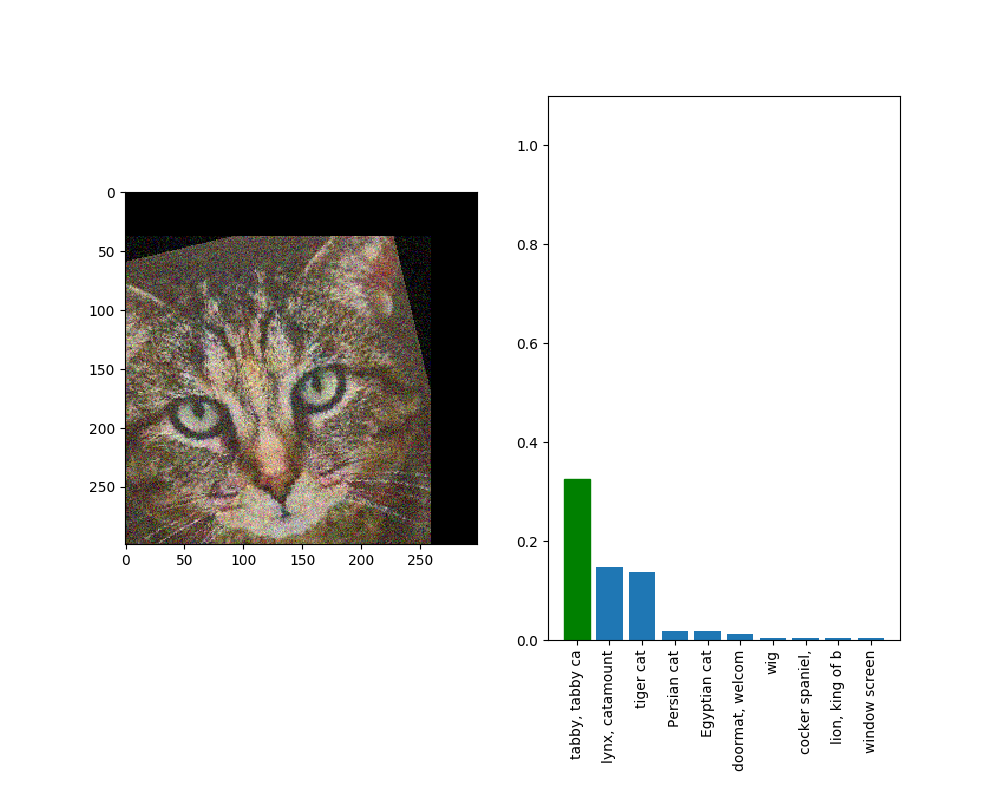 0
50
100
150
200
250
0 50 100 150 200 250
1.0
0.8
0.6
0.4
0.2
0.0
tabby, tabby ca
lynx, catamount
tiger cat
Persian cat
Egyptian cat
doormat, welcom
wig
cocker spaniel,
lion, king of b
window screen